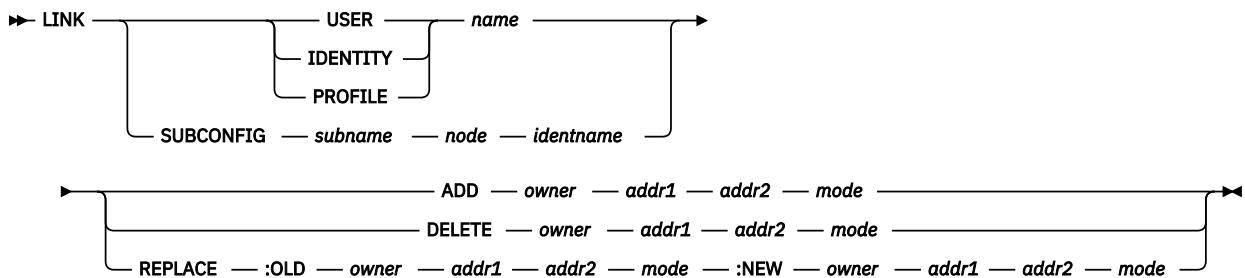 LINK USER name
IDENTITY
PROFILE
SUBCONFIG subname node identname
ADD owner addr1 addr2 mode
DELETE owner addr1 addr2 mode
REPLACE :OLD owner addr1 addr2 mode :NEW owner addr1 addr2 mode